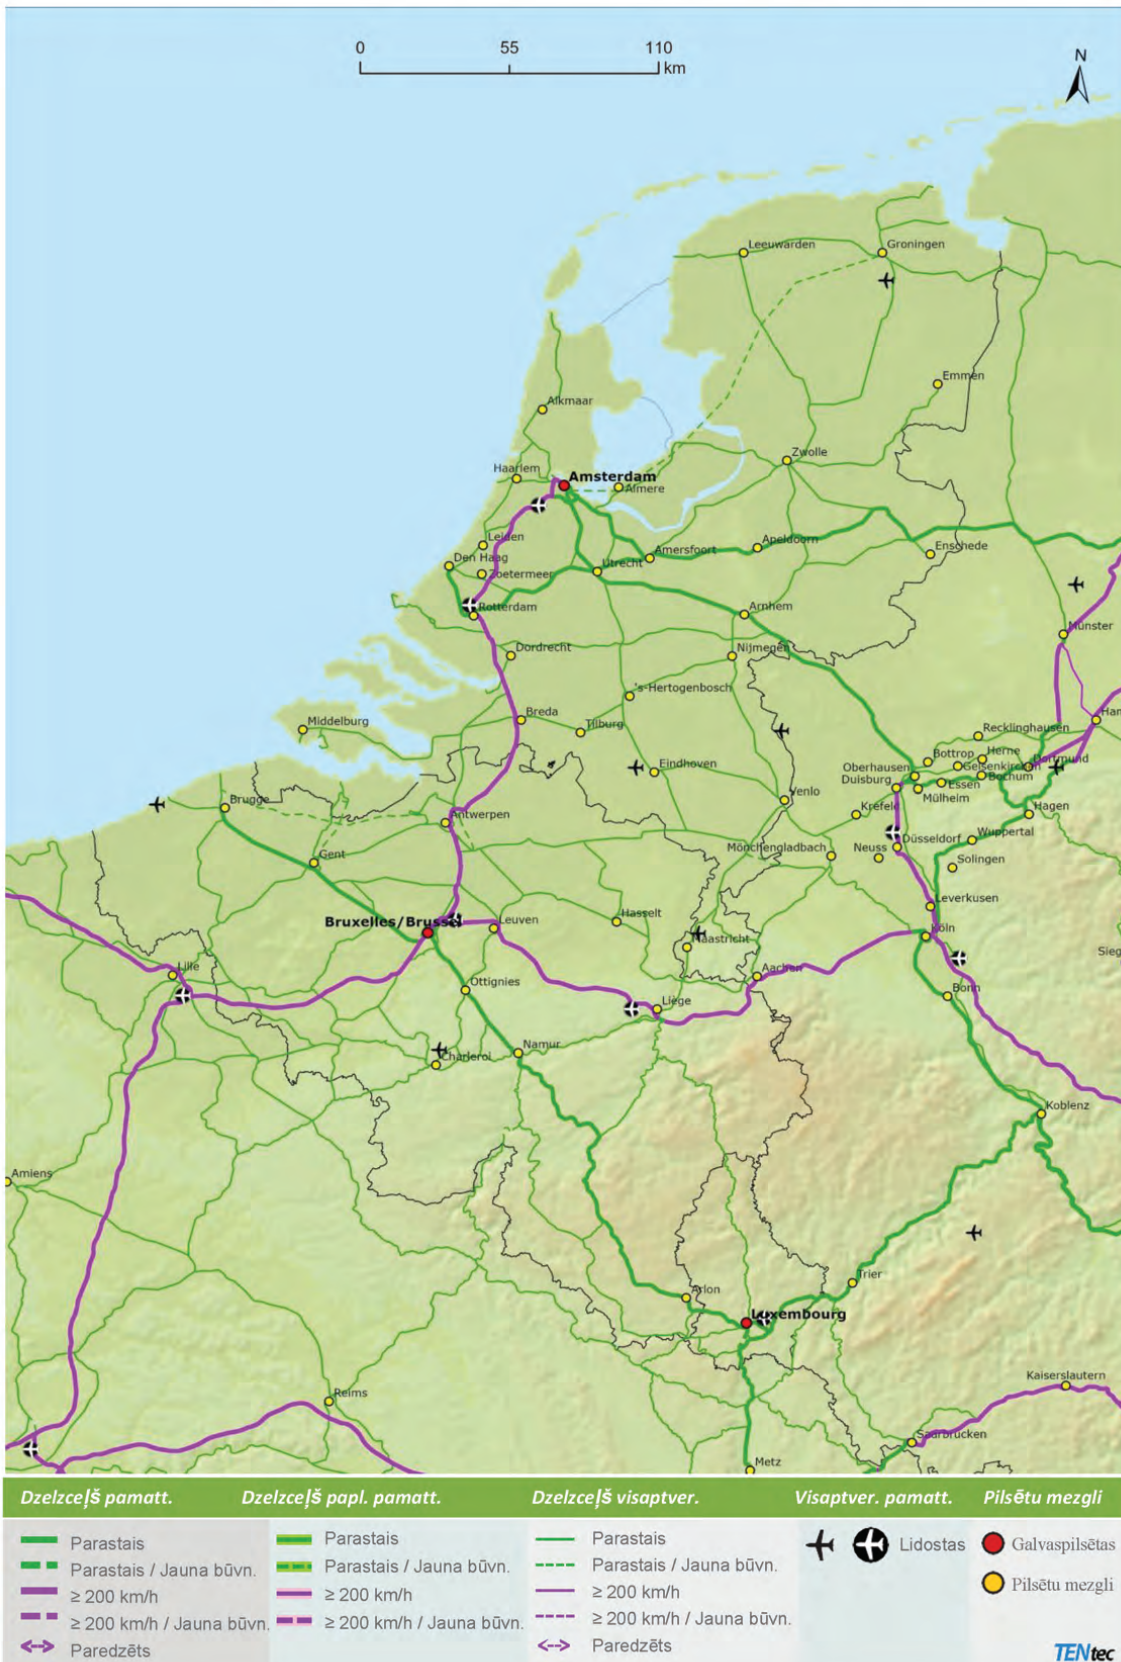 0 55 110
km
N
Leeuwarden
Groningen
Emmen
Alkmaar
Zwolle
Haarlem
Amsterdam
Almere
Leiden
Apeldoorn
Enschede
Den Haag
Amersfoort
Zoetermeer
Utrecht
Rotterdam
Arnhem
Münster
Dordrecht
Nijmegen
's-Hertogenbosch
Middelburg
Breda
Tilburg
Ham
Recklinghausen
Eindhoven
Bottrop
Herne
Oberhausen
Gelsenkirchen
Dortmund
Duisburg
Essen
Bochum
Brugge
Venlo
Krefeld
Mülheim
Hagen
Antwerpen
Wuppertal
Gent
Mönchengladbach
Neuss
Düsseldorf
Solingen
Leverkusen
Bruxelles/Brussel
Leuven
Hasselt
Köln
Maastricht
Sieg
Lille
Aachen
Ottignies
Bonn
Liège
Namur
Charleroi
Koblenz
Amiens
Trier
Arlon
Luxembourg
Kaiserslautern
Reims
Saarbrücken
Metz
Dzelzceļš pamatt. Dzelzceļš papl. pamatt. Dzelzceļš visaptver. Visaptver. pamatt. Pilsētu mezgli
Parastais
Parastais / Jauna būvn.
≥ 200 km/h
≥ 200 km/h / Jauna būvn.
Paredzēts
Parastais
Parastais / Jauna būvn.
≥ 200 km/h
≥ 200 km/h / Jauna būvn.
Parastais
Parastais / Jauna būvn.
≥ 200 km/h
≥ 200 km/h / Jauna būvn.
Paredzēts
Lidostas
Galvaspilsētas
Pilsētu mezgli
TENtec